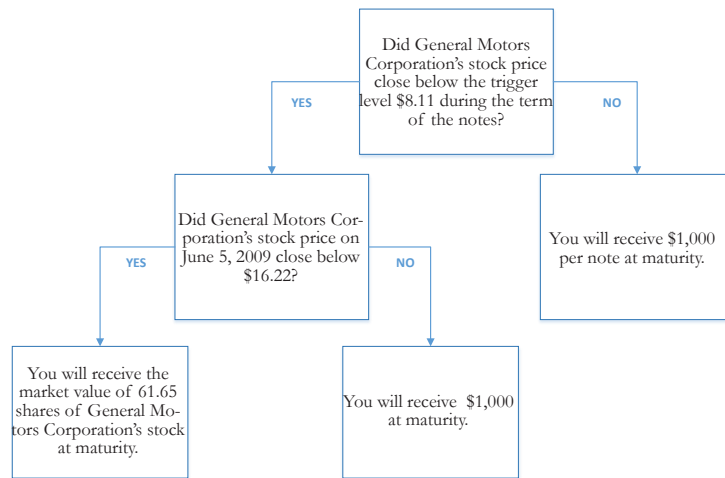 Did General Motors
Corporation's stock price
close below the trigger
level $8.11 during the term
of the notes?
YES
NO
Did General Motors Cor-
poration's stock price on
June 5, 2009 close below
$16.22?
You will receive $1,000
per note at maturity.
YES
NO
You will receive the
market value of 61.65
shares of General Mo-
tors Corporation's stock
at maturity.
You will receive $1,000
at maturity.